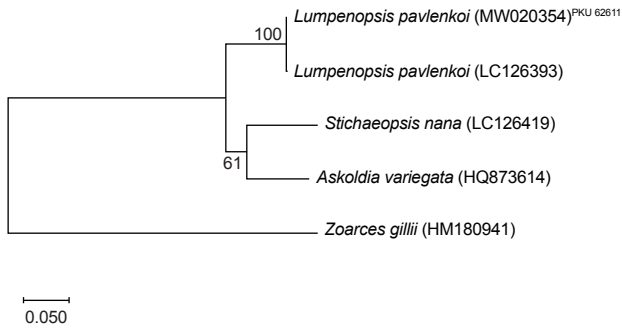 Lumpenopsis pavlenkoi (MW020354)PKU 62611
100
Lumpenopsis pavlenkoi (LC126393)
Stichaeopsis nana (LC126419)
61
Askoldia variegata (HQ873614)
Zoarces gillii (HM180941)
0.050